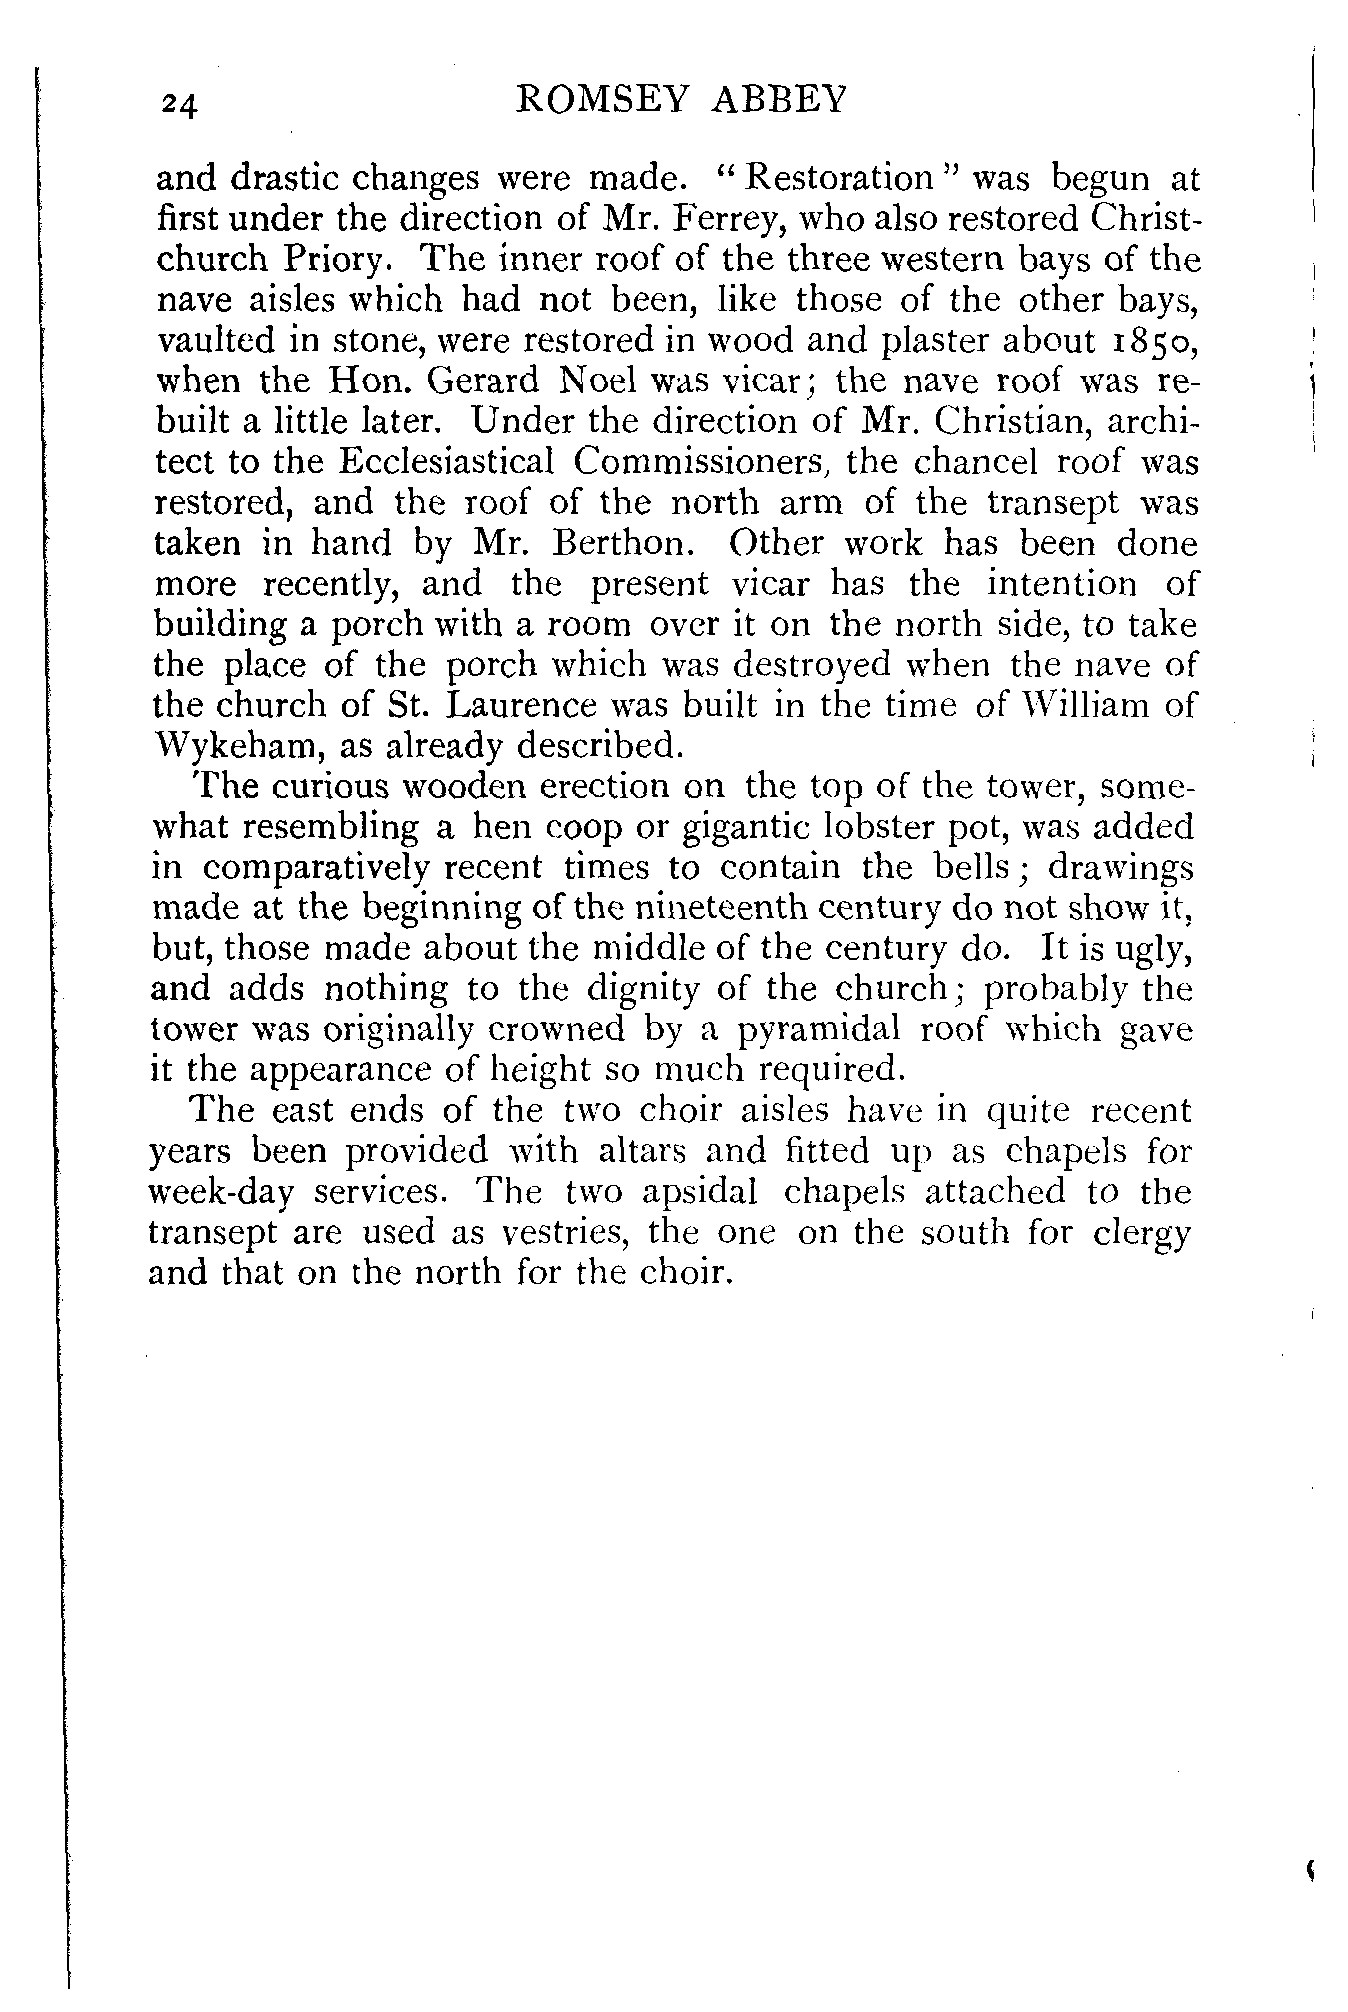 24 ROMSEY ABBEY
and drastic changes were made. “ Restoration ” was begun at
first under the direction of Mr. Ferrey, who also restored Christ-
church Priory. The inner roof of the three western bays of the
nave aisles which had not been, like those of the other bays,
vaulted in stone, were restored in wood and plaster about 1850,
when the Hon. Gerard Noel was vicar; the nave roof was re-
built a little later. Under the direction of Mr. Christian, archi-
tect to the Ecclesiastical Commissioners, the chancel roof was
restored, and the roof of the north arm of the transept was
taken in hand by Mr. Berthon. Other work has been done
more recently, and the present vicar has the intention of
building a porch with a room over it on the north side, to take
the place of the porch which was destroyed when the nave of
the church of St. Laurence was built in the time of William of
Wykeham, as already described.
The curious wooden erection on the top of the tower, some-
what resembling a hen coop or gigantic lobster pot, was added
in comparatively recent times to contain the bells ; drawings
made at the beginning of the nineteenth century do not show it,
but, those made about the middle of the century do. It is ugly,
and adds nothing to the dignity of the church; probably the
tower was originally crowned by a pyramidal roof which gave
it the appearance of height so much required.
The east ends of the two choir aisles have in quite recent
years been provided with altars and fitted up as chapels for
week-day services. The two apsidal chapels attached to the
transept are used as vestries, the one on the south for clergy
and that on the north for the choir.